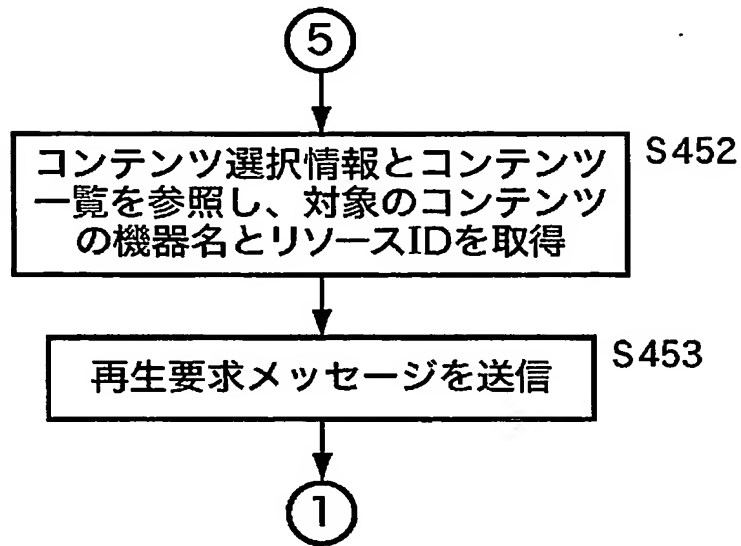 5
コンテンツ選択情報とコンテンツ
一覧を参照し、対象のコンテンツ
の機器名とリソースIDを取得
S452
再生要求メッセージを送信
S453
1